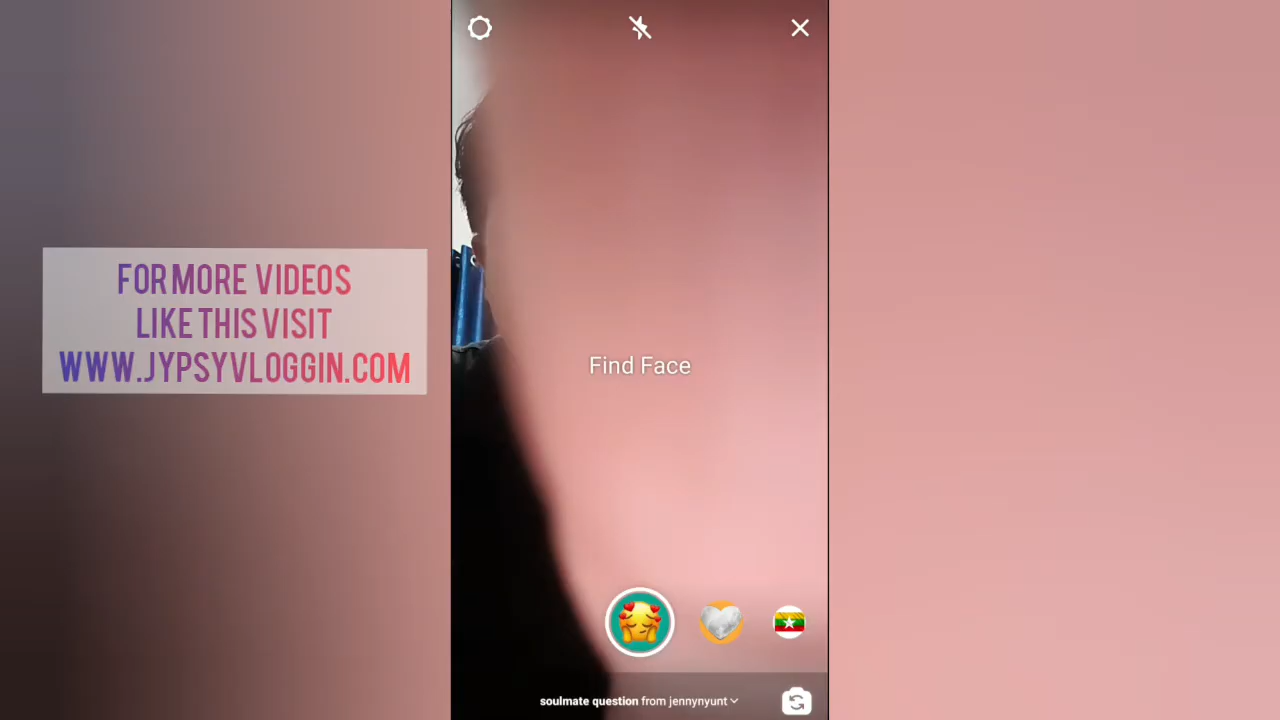 FOR MORE VIDEOS
LIKE THIS VISIT
WWW.JYPSYVLOGGIN.COM
Find Face
soulmate question from jennynyunt